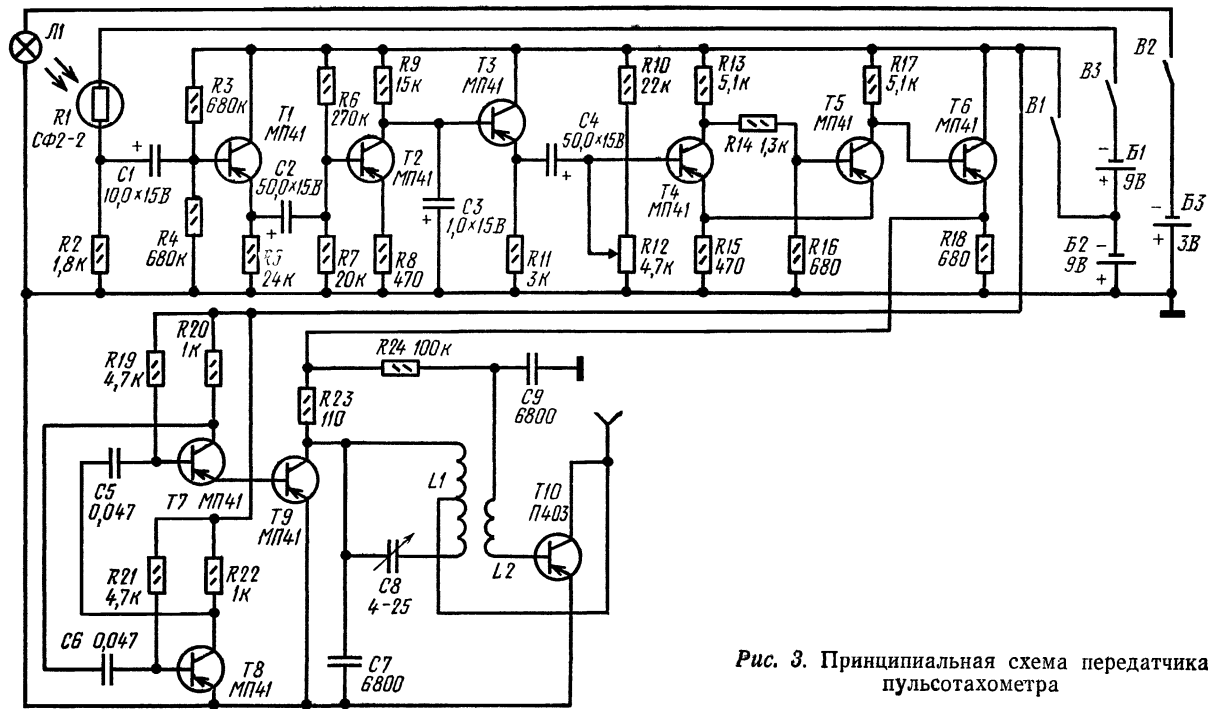 Л1
R1
СФ2-2
C1
10,0×15В
R2
1,8к
R3
680к
R4
680к
T1
МП41
C2
50,0×15В
R5
24к
R6
270к
R7
20к
R9
15к
T2
МП41
R8
470
C3
1,0×15В
T3
МП41
R11
3к
C4
50,0×15В
R10
22к
R12
4,7к
R13
5,1к
T4
МП41
R14 1,3к
R15
470
R16
680
T5
МП41
R17
5,1к
T6
МП41
R18
680
В1
В3
В2
Б1
9В
Б2
9В
Б3
3В
R19
4,7к
R20
1к
C5
0,047
T7 МП41
R21
4,7к
R22
1к
C6 0,047
T8
МП41
T9
МП41
R23
110
R24 100к
C9
6800
L1
L2
C8
4-25
C7
6800
T10
П403
Рис. 3. Принципиальная схема передатчика
пульсотахометра